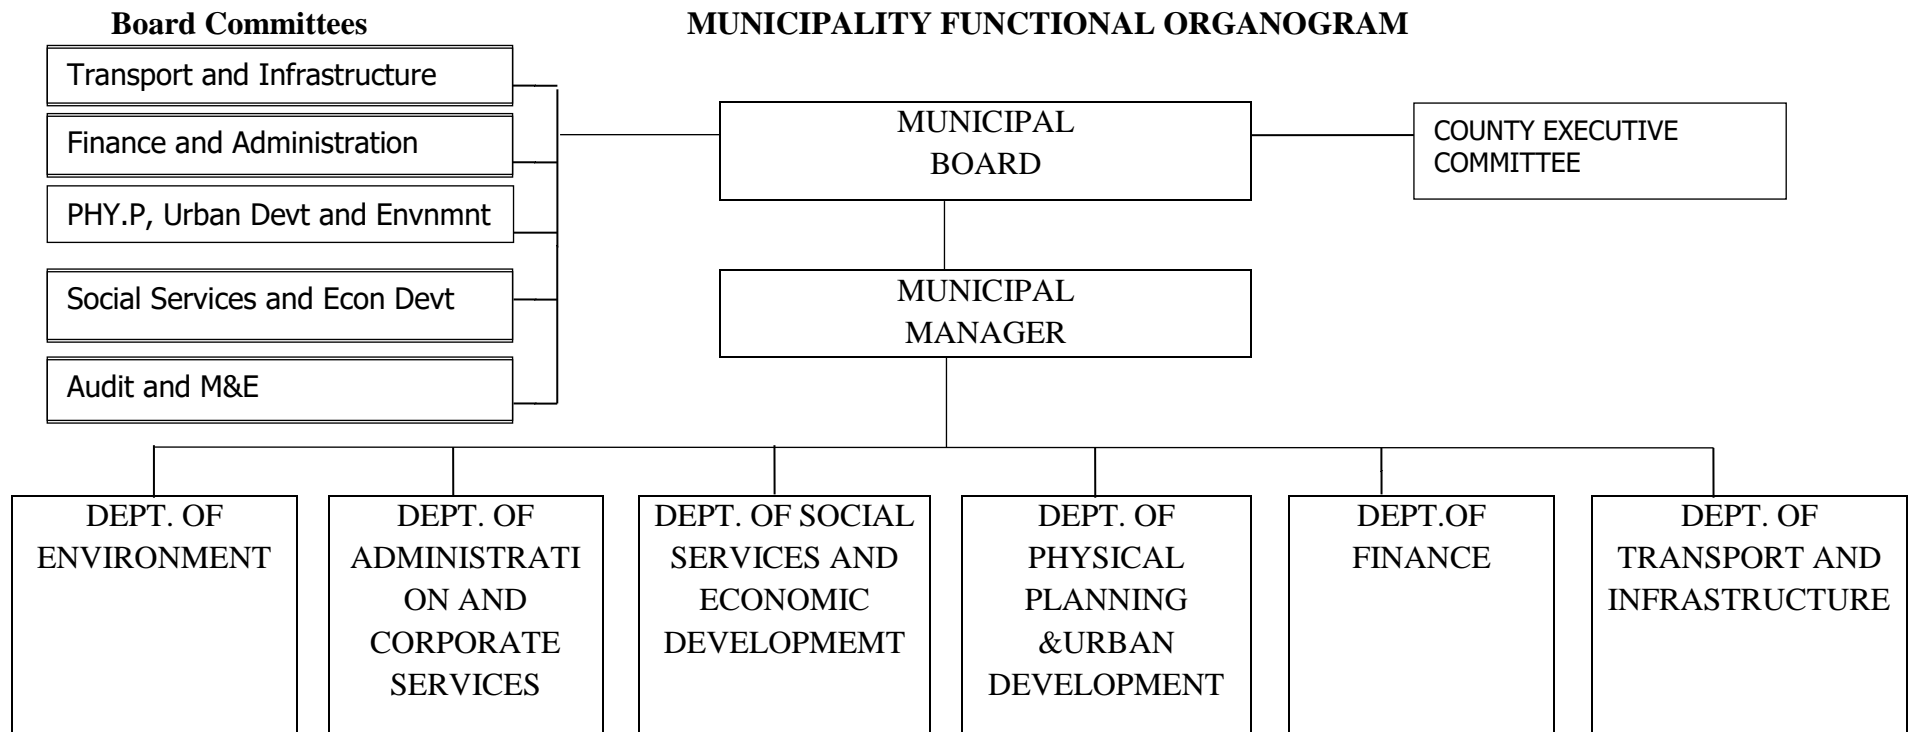 Board Committees
MUNICIPALITY FUNCTIONAL ORGANOGRAM
Transport and Infrastructure
Finance and Administration
PHY.P, Urban Devt and Envnmnt
Social Services and Econ Devt
Audit and M&E
MUNICIPAL
BOARD
COUNTY EXECUTIVE
COMMITTEE
MUNICIPAL
MANAGER
DEPT. OF
ENVIRONMENT
DEPT. OF
ADMINISTRATI
ON AND
CORPORATE
SERVICES
DEPT. OF SOCIAL
SERVICES AND
ECONOMIC
DEVELOPMEMT
DEPT. OF
PHYSICAL
PLANNING
&URBAN
DEVELOPMENT
DEPT.OF
FINANCE
DEPT. OF
TRANSPORT AND
INFRASTRUCTURE